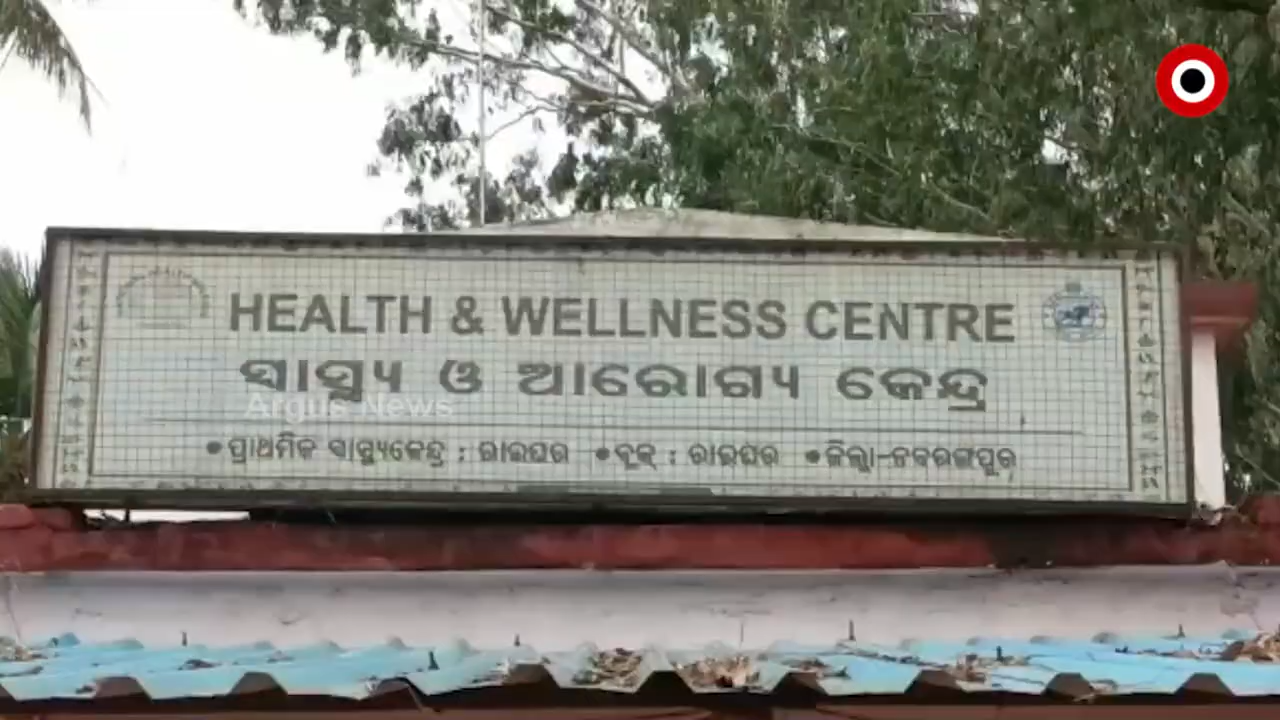 HEALTH & WELLNESS CENTRE
ସ୍ୱାସ୍ଥ୍ୟ ଓ ଆରୋଗ୍ୟ କେନ୍ଦ୍ର
Argus News
•ପ୍ରାଥମିକ ସ୍ୱାସ୍ଥ୍ୟକେନ୍ଦ୍ର : ରାଇଘର •ବ୍ଲକ୍ : ରାଇଘର •ଜିଲ୍ଲା-ନବରଙ୍ଗପୁର